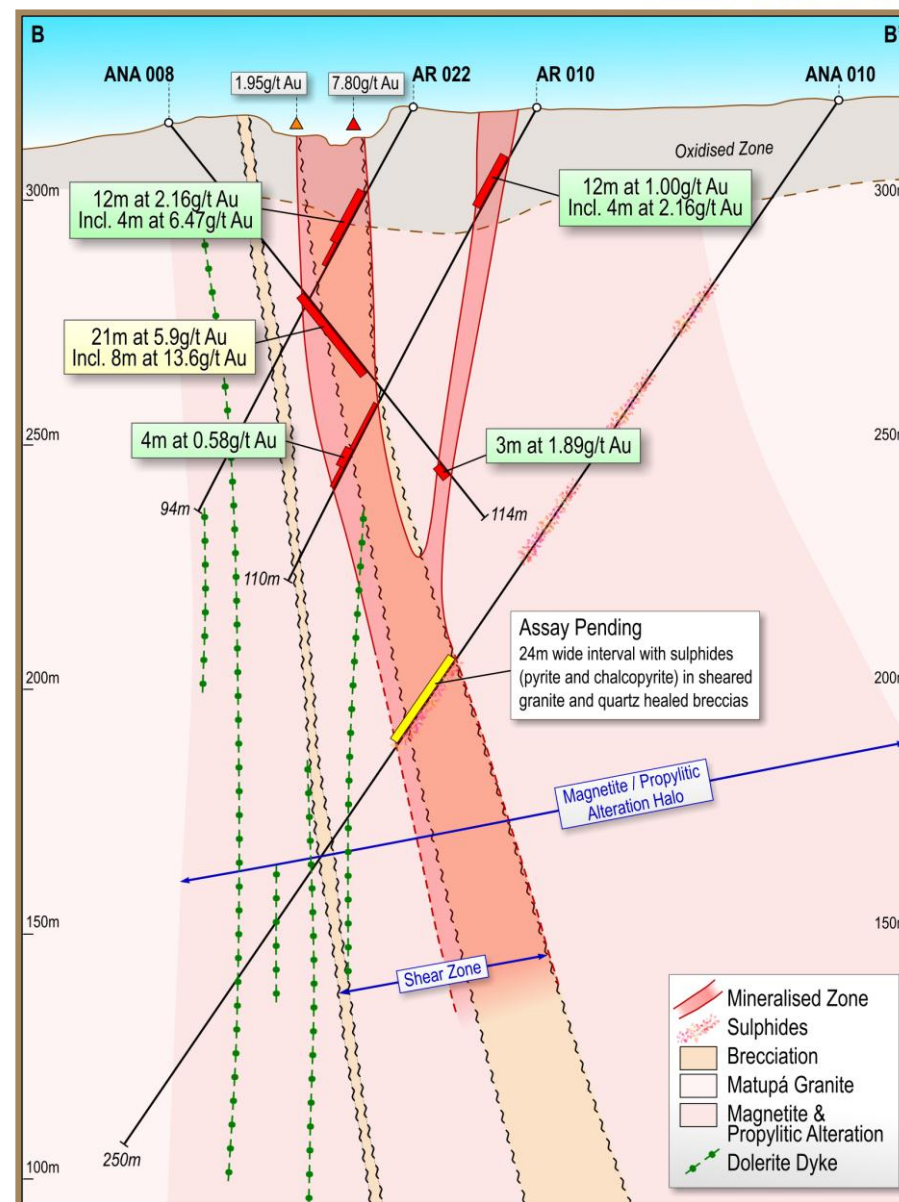 B
B'
ANA 008
1.95g/t Au
7.80g/t Au
AR 022
AR 010
ANA 010
Oxidised Zone
300m
300m
12m at 2.16g/t Au
Incl. 4m at 6.47g/t Au
12m at 1.00g/t Au
Incl. 4m at 2.16g/t Au
21m at 5.9g/t Au
Incl. 8m at 13.6g/t Au
4m at 0.58g/t Au
3m at 1.89g/t Au
250m
250m
94m
114m
110m
Assay Pending
24m wide interval with sulphides
(pyrite and chalcopyrite) in sheared
granite and quartz healed breccias
200m
200m
Magnetite / Propylitic
Alteration Halo
150m
150m
Shear Zone
250m
100m
Mineralised Zone
Sulphides
Brecciation
Matupá Granite
Magnetite &
Propylitic Alteration
Dolerite Dyke